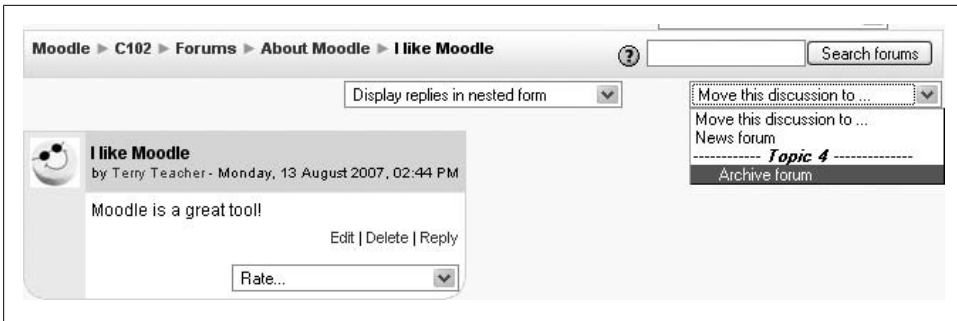 Moodle ► C102 ► Forums ► About Moodle ► I like Moodle
Search forums
Display replies in nested form
Move this discussion to ...
Move this discussion to ...
News forum
------------ Topic 4 --------------
Archive forum
I like Moodle
by Terry Teacher - Monday, 13 August 2007, 02:44 PM
Moodle is a great tool!
Edit | Delete | Reply
Rate...